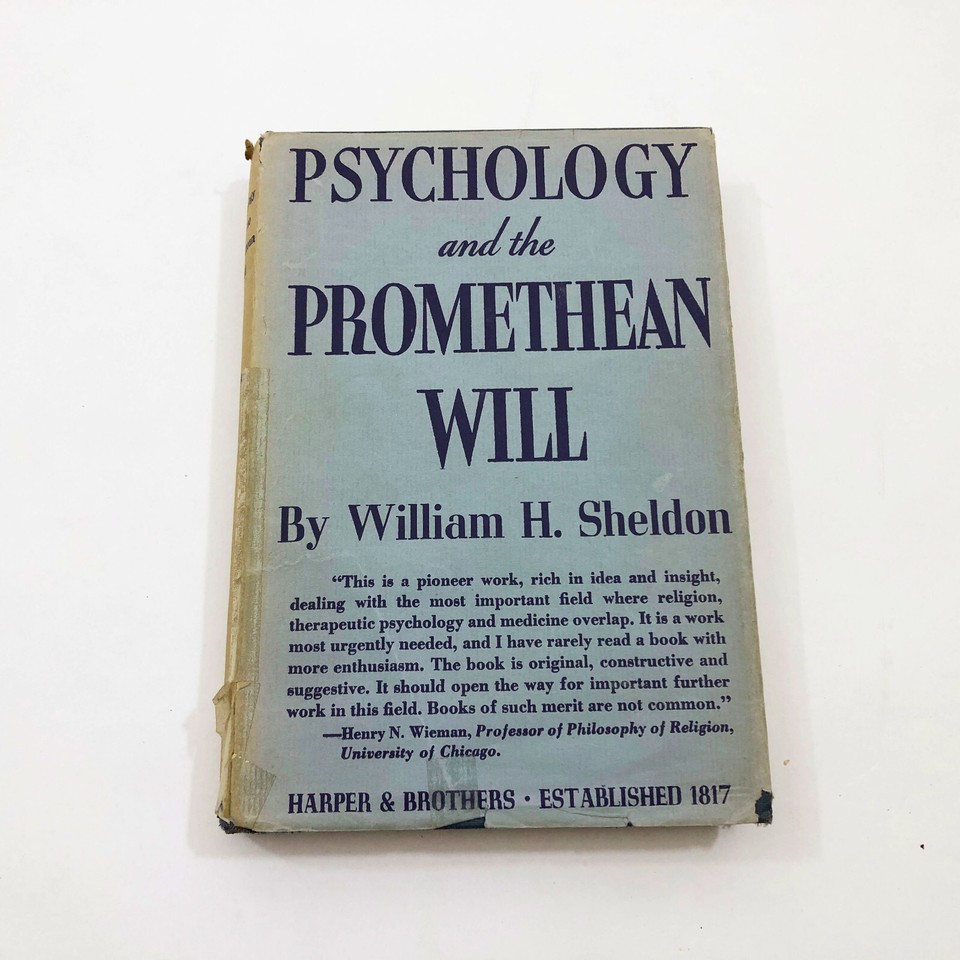 PSYCHOLOGY
and the
PROMETHEAN
WILL
By William H. Sheldon
“This is a pioneer work, rich in idea and insight,
dealing with the most important field where religion,
therapeutic psychology and medicine overlap. It is a work
most urgently needed, and I have rarely read a book with
more enthusiasm. The book is original, constructive and
suggestive. It should open the way for important further
work in this field. Books of such merit are not common.”
—Henry N. Wieman, Professor of Philosophy of Religion,
University of Chicago.
HARPER & BROTHERS · ESTABLISHED 1817